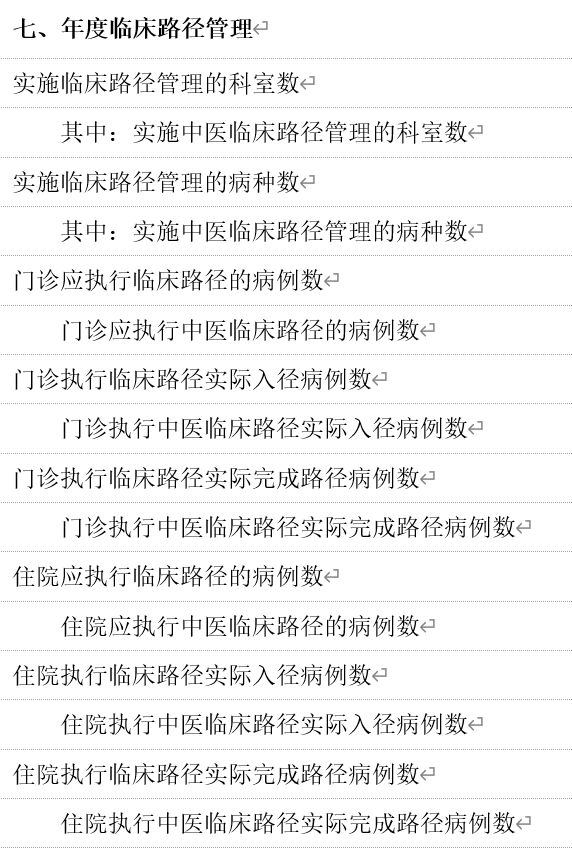 七、年度临床路径管理
实施临床路径管理的科室数
其中：实施中医临床路径管理的科室数
实施临床路径管理的病种数
其中：实施中医临床路径管理的病种数
门诊应执行临床路径的病例数
门诊应执行中医临床路径的病例数
门诊执行临床路径实际入径病例数
门诊执行中医临床路径实际入径病例数
门诊执行临床路径实际完成路径病例数
门诊执行中医临床路径实际完成路径病例数
住院应执行临床路径的病例数
住院应执行中医临床路径的病例数
住院执行临床路径实际入径病例数
住院执行中医临床路径实际入径病例数
住院执行临床路径实际完成路径病例数
住院执行中医临床路径实际完成路径病例数